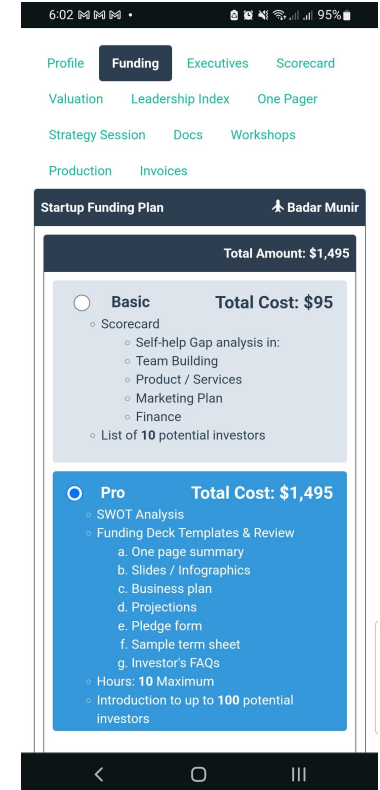 6:02
95%
Profile Funding Executives Scorecard
Valuation Leadership Index One Pager
Strategy Session Docs Workshops
Production Invoices
Startup Funding Plan Badar Munir
Total Amount: $1,495
Basic Total Cost: $95
Scorecard
Self-help Gap analysis in:
Team Building
Product / Services
Marketing Plan
Finance
List of 10 potential investors
Pro Total Cost: $1,495
SWOT Analysis
Funding Deck Templates & Review
a. One page summary
b. Slides / Infographics
c. Business plan
d. Projections
e. Pledge form
f. Sample term sheet
g. Investor's FAQs
Hours: 10 Maximum
Introduction to up to 100 potential
investors